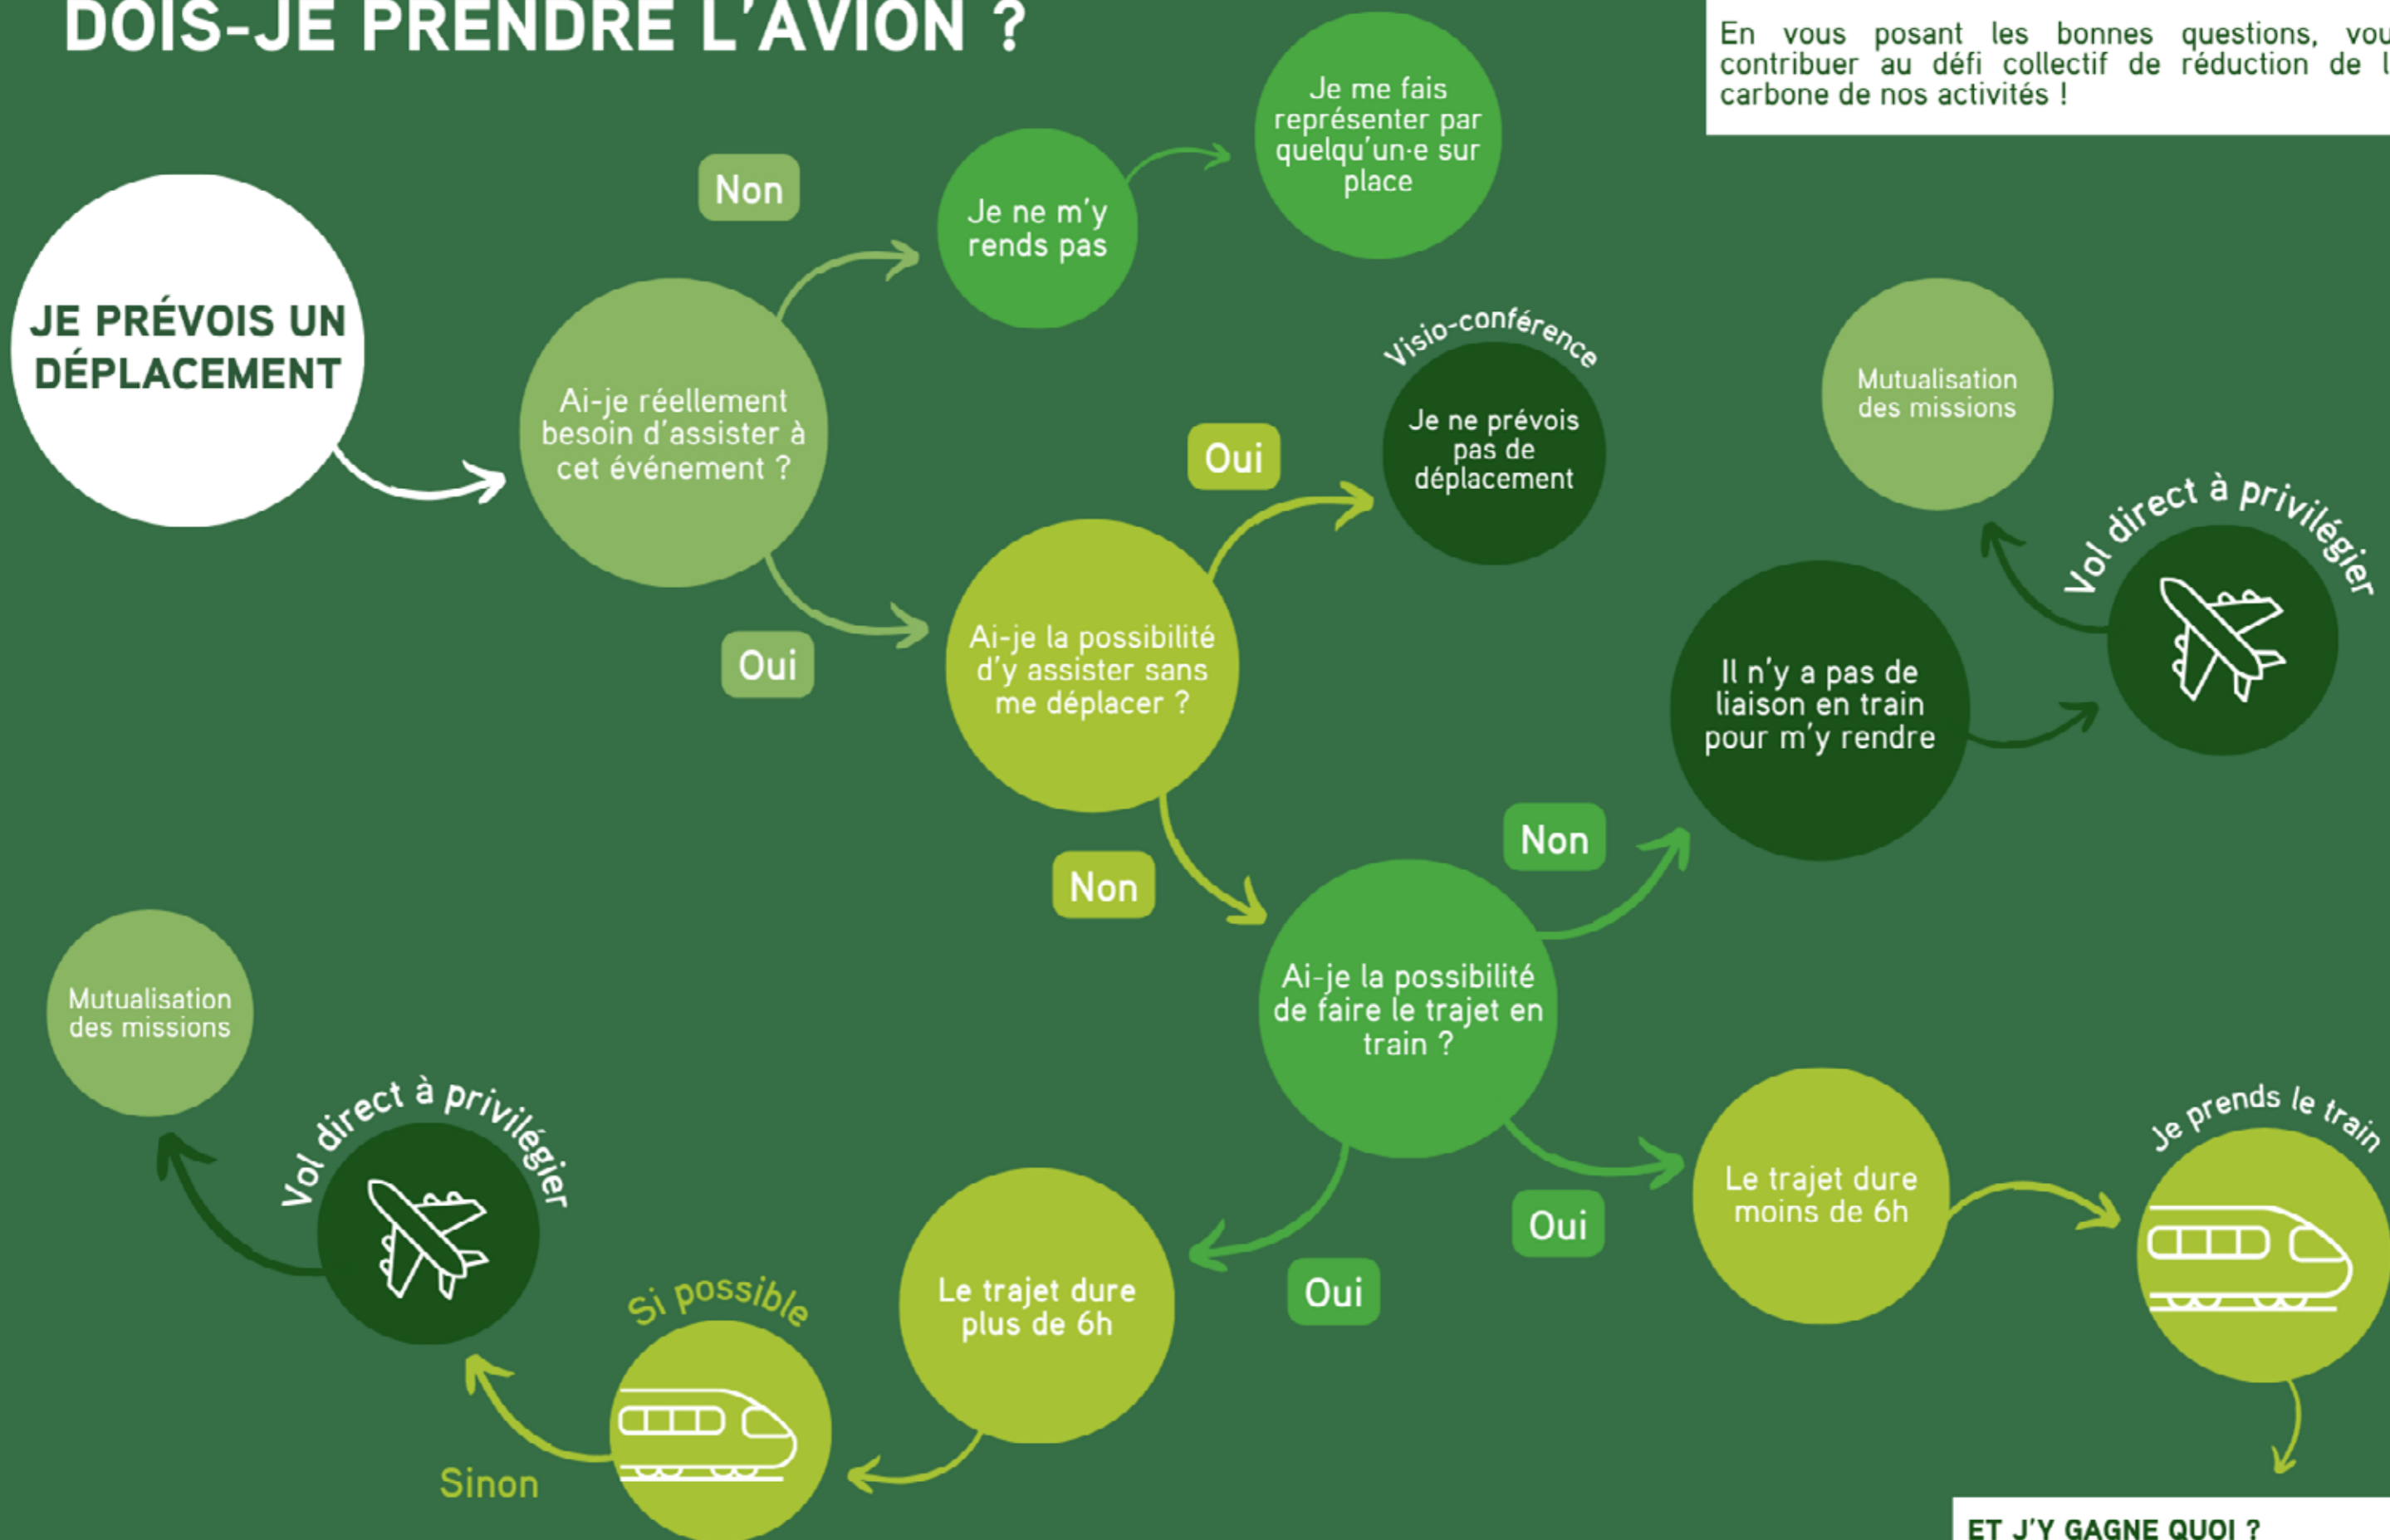 DOIS-JE PRENDRE L'AVION ?
En vous posant les bonnes questions,
contribuer au défi collectif de réduction de
carbone de nos activités !
JE PRÉVOIS UN
DÉPLACEMENT
Ai-je réellement
besoin d'assister à
cet événement ?
Non
Je ne m'y
rends pas
Je me fais
représenter par
quelqu'un·e sur
place
Oui
Ai-je la possibilité
d'y assister sans
me déplacer ?
Oui
Visio-conférence
Je ne prévois
pas de
déplacement
Non
Ai-je la possibilité
de faire le trajet en
train ?
Non
Il n'y a pas de
liaison en train
pour m'y rendre
Vol direct à privilégier
Mutualisation
des missions
Oui
Le trajet dure
moins de 6h
Je prends le train
Oui
Le trajet dure
plus de 6h
Si possible
Sinon
Vol direct à privilégier
Mutualisation
des missions
ET J'Y GAGNE QUOI ?